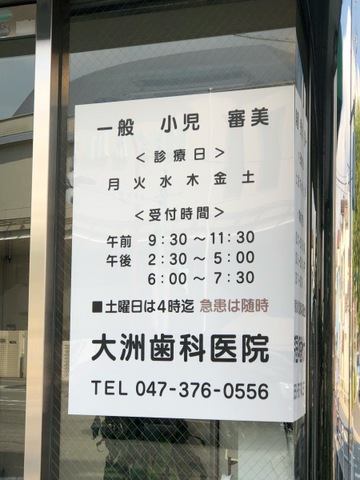 一般 小児 審美
＜診療日＞
月火水木金土
＜受付時間＞
午前 9:30～11:30
午後 2:30～5:00
6:00～7:30
■土曜日は4時迄 急患は随時
大洲歯科医院
TEL 047-376-0556